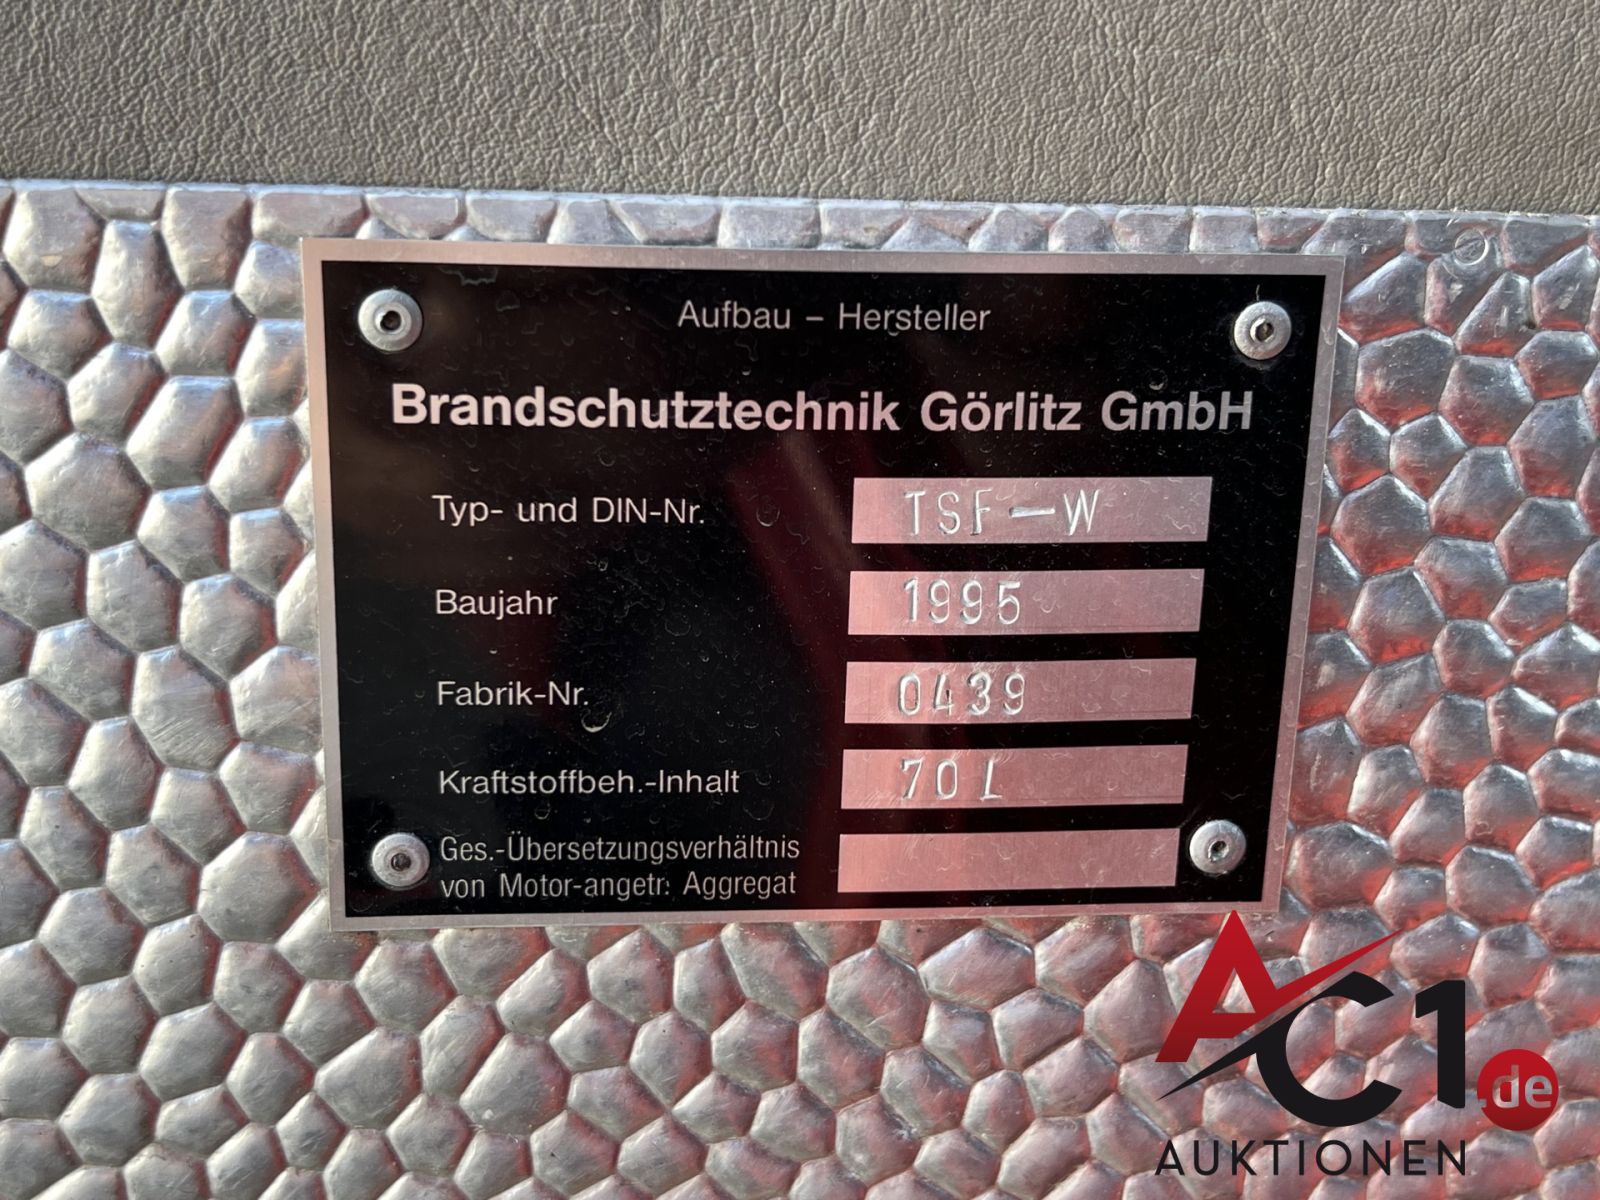 Aufbau – Hersteller
Brandschutztechnik Görlitz GmbH
Typ- und DIN-Nr. TSF-W
Baujahr 1995
Fabrik-Nr. 0439
Kraftstoffbeh.-Inhalt 70 L
Ges.-Übersetzungsverhältnis
von Motor-angetr. Aggregat
AC1.de
AUKTIONEN